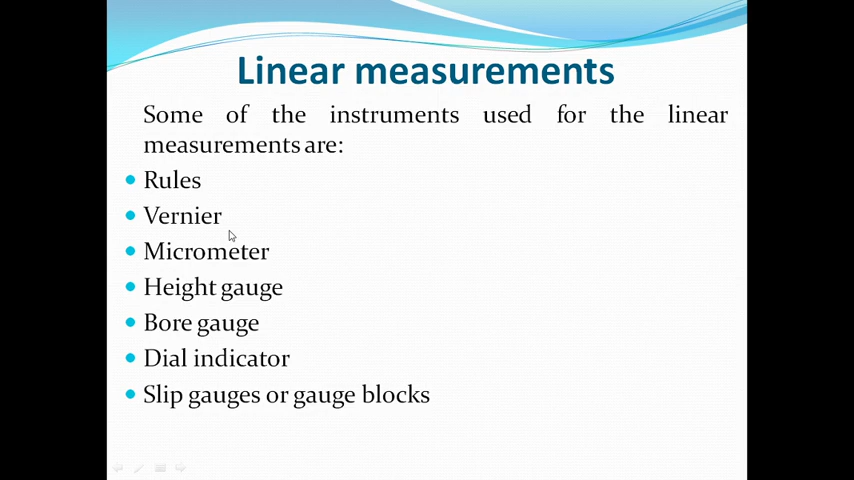 Linear measurements
Some of the instruments used for the linear
measurements are:
Rules
Vernier
Micrometer
Height gauge
Bore gauge
Dial indicator
Slip gauges or gauge blocks